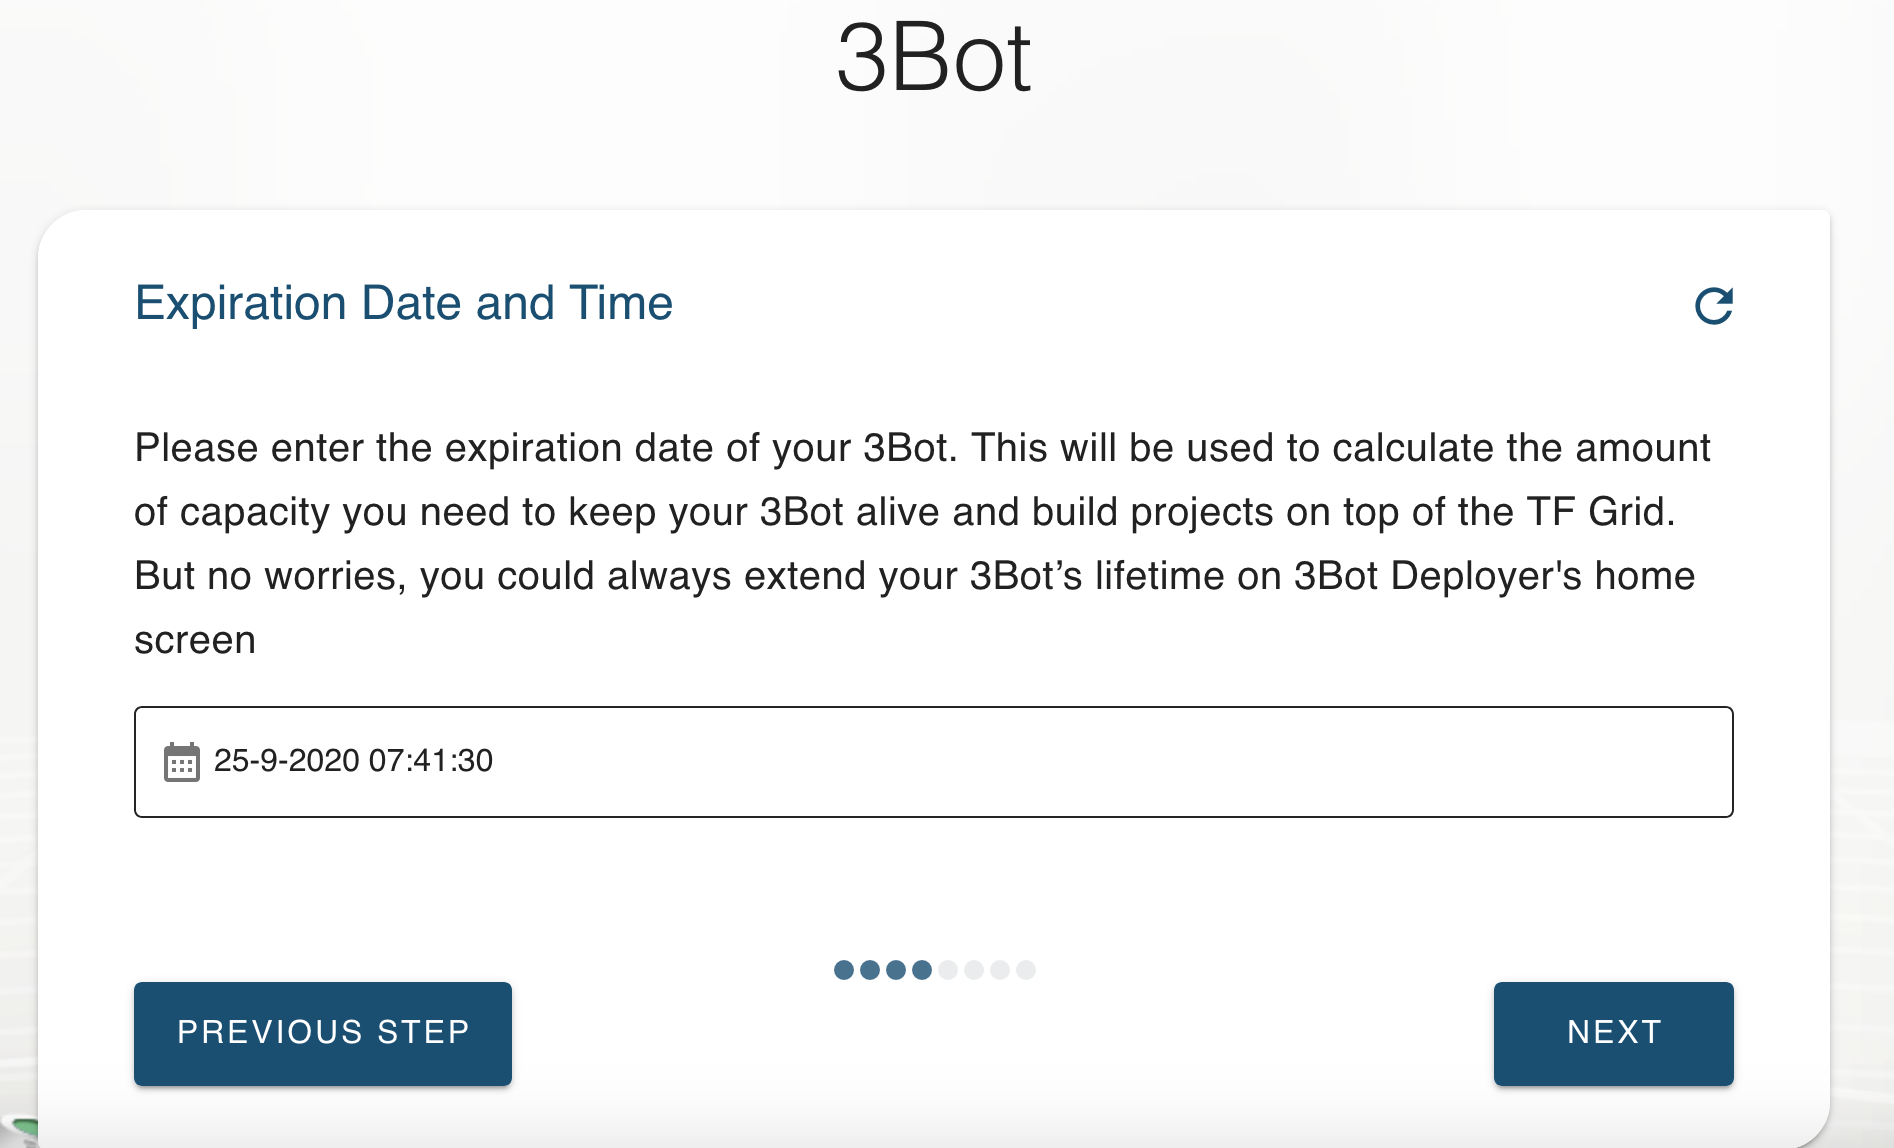 3Bot
Expiration Date and Time
Please enter the expiration date of your 3Bot. This will be used to calculate the amount
of capacity you need to keep your 3Bot alive and build projects on top of the TF Grid.
But no worries, you could always extend your 3Bot’s lifetime on 3Bot Deployer's home
screen
25-9-2020 07:41:30
PREVIOUS STEP
NEXT